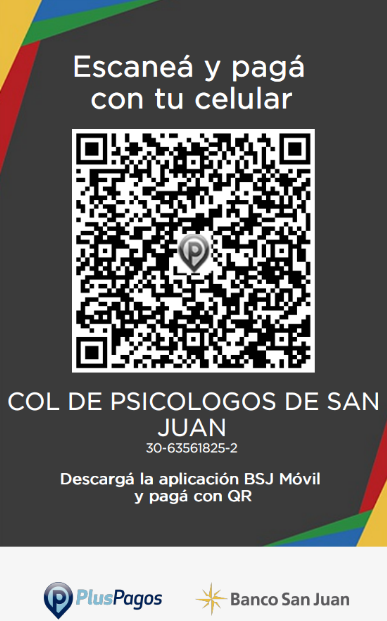 Escaneá y pagá
con tu celular
COL DE PSICOLOGOS DE SAN
JUAN
30-63561825-2
Descargá la aplicación BSJ Móvil
y pagá con QR
PlusPagos
Banco San Juan